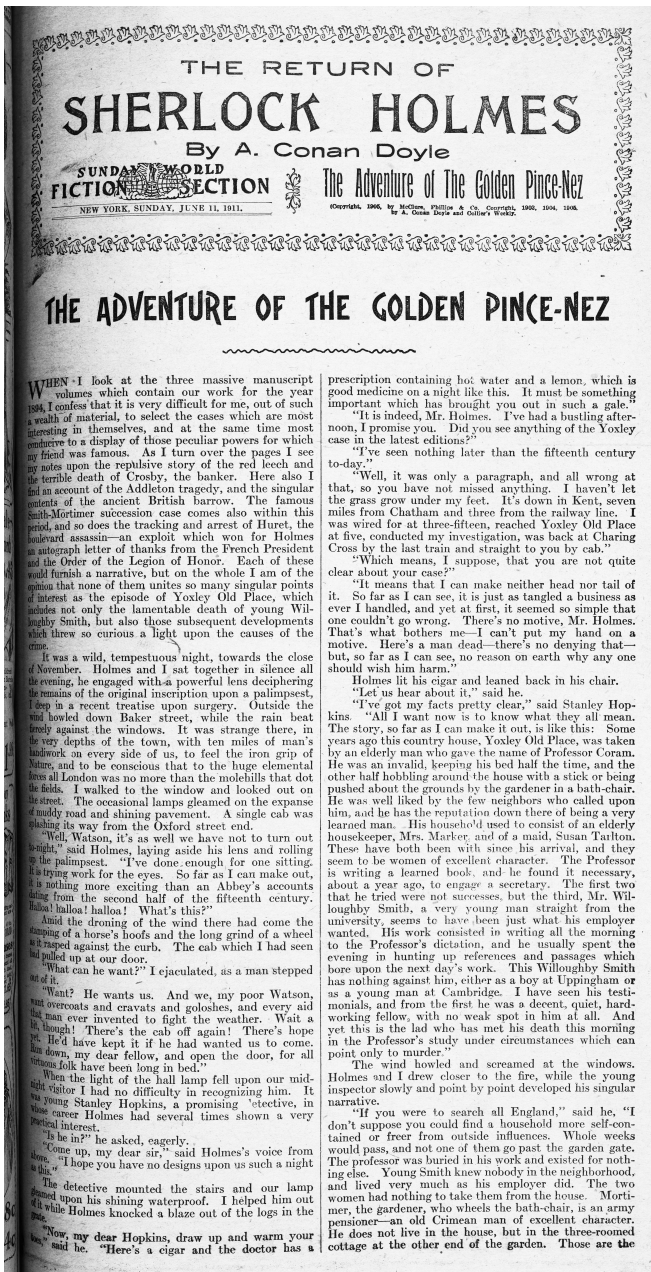 THE RETURN OF
SHERLOCK HOLMES
By A. Conan Doyle
SUNDAY WORLD
FICTION SECTION
NEW YORK, SUNDAY, JUNE 11, 1911.
The Adventure of The Golden Pince-Nez
(Copyright, 1905, by McClure, Phillips & Co. Copyright, 1903, 1904, 1905,
by A. Conan Doyle and Collier's Weekly.
THE ADVENTURE OF THE GOLDEN PINCE-NEZ
WHEN I look at the three massive manuscript
volumes which contain our work for the year
1894, I confess that it is very difficult for me, out of such
a wealth of material, to select the cases which are most
interesting in themselves, and at the same time most
conducive to a display of those peculiar powers for which
my friend was famous. As I turn over the pages I see
my notes upon the repulsive story of the red leech and
the terrible death of Crosby, the banker. Here also I
find an account of the Addleton tragedy, and the singular
contents of the ancient British barrow. The famous
Smith-Mortimer succession case comes also within this
period, and so does the tracking and arrest of Huret, the
boulevard assassin—an exploit which won for Holmes
an autograph letter of thanks from the French President
and the Order of the Legion of Honor. Each of these
would furnish a narrative, but on the whole I am of the
opinion that none of them unites so many singular points
of interest as the episode of Yoxley Old Place, which
includes not only the lamentable death of young Wil-
loughby Smith, but also those subsequent developments
which threw so curious a light upon the causes of the
crime.
It was a wild, tempestuous night, towards the close
of November. Holmes and I sat together in silence all
the evening, he engaged with a powerful lens deciphering
the remains of the original inscription upon a palimpsest,
I deep in a recent treatise upon surgery. Outside the
wind howled down Baker street, while the rain beat
fiercely against the windows. It was strange there, in
the very depths of the town, with ten miles of man's
handiwork on every side of us, to feel the iron grip of
Nature, and to be conscious that to the huge elemental
forces all London was no more than the molehills that dot
the fields. I walked to the window and looked out on
the street. The occasional lamps gleamed on the expanse
of muddy road and shining pavement. A single cab was
splashing its way from the Oxford street end.
"Well, Watson, it's as well we have not to turn out
to-night," said Holmes, laying aside his lens and rolling
up the palimpsest. "I've done enough for one sitting.
It is trying work for the eyes. So far as I can make out,
it is nothing more exciting than an Abbey's accounts
dating from the second half of the fifteenth century.
Halloa! halloa! halloa! What's this?"
Amid the droning of the wind there had come the
stamping of a horse's hoofs and the long grind of a wheel
as it rasped against the curb. The cab which I had seen
had pulled up at our door.
"What can he want?" I ejaculated, as a man stepped
out of it.
"Want? He wants us. And we, my poor Watson,
want overcoats and cravats and goloshes, and every aid
that man ever invented to fight the weather. Wait a
bit, though! There's the cab off again! There's hope
yet. He'd have kept it if he had wanted us to come.
Run down, my dear fellow, and open the door, for all
virtuous folk have been long in bed."
When the light of the hall lamp fell upon our mid-
night visitor I had no difficulty in recognizing him. It
was young Stanley Hopkins, a promising 'etective, in
whose career Holmes had several times shown a very
practical interest.
"Is he in?" he asked, eagerly.
"Come up, my dear sir," said Holmes's voice from
above. "I hope you have no designs upon us such a night
as this."
The detective mounted the stairs and our lamp
gleamed upon his shining waterproof. I helped him out
of it while Holmes knocked a blaze out of the logs in the
grate.
"Now, my dear Hopkins, draw up and warm your
toes," said he. "Here's a cigar and the doctor has a
prescription containing hot water and a lemon, which is
good medicine on a night like this. It must be something
important which has brought you out in such a gale."
"It is indeed, Mr. Holmes. I've had a bustling after-
noon, I promise you. Did you see anything of the Yoxley
case in the latest editions?"
"I've seen nothing later than the fifteenth century
to-day."
"Well, it was only a paragraph, and all wrong at
that, so you have not missed anything. I haven't let
the grass grow under my feet. It's down in Kent, seven
miles from Chatham and three from the railway line. I
was wired for at three-fifteen, reached Yoxley Old Place
at five, conducted my investigation, was back at Charing
Cross by the last train and straight to you by cab."
"Which means, I suppose, that you are not quite
clear about your case?"
"It means that I can make neither head nor tail of
it. So far as I can see, it is just as tangled a business as
ever I handled, and yet at first, it seemed so simple that
one couldn't go wrong. There's no motive, Mr. Holmes.
That's what bothers me—I can't put my hand on a
motive. Here's a man dead—there's no denying that—
but, so far as I can see, no reason on earth why any one
should wish him harm."
Holmes lit his cigar and leaned back in his chair.
"Let us hear about it," said he.
"I've got my facts pretty clear," said Stanley Hop-
kins. "All I want now is to know what they all mean.
The story, so far as I can make it out, is like this: Some
years ago this country house, Yoxley Old Place, was taken
by an elderly man who gave the name of Professor Coram.
He was an invalid, keeping his bed half the time, and the
other half hobbling around the house with a stick or being
pushed about the grounds by the gardener in a bath-chair.
He was well liked by the few neighbors who called upon
him, and he has the reputation down there of being a very
learned man. His household used to consist of an elderly
housekeeper, Mrs. Marker, and of a maid, Susan Tarlton.
These have both been with since his arrival, and they
seem to be women of excellent character. The Professor
is writing a learned book, and he found it necessary,
about a year ago, to engage a secretary. The first two
that he tried were not successes, but the third, Mr. Wil-
loughby Smith, a very young man straight from the
university, seems to have been just what his employer
wanted. His work consisted in writing all the morning
to the Professor's dictation, and he usually spent the
evening in hunting up references and passages which
bore upon the next day's work. This Willoughby Smith
has nothing against him, either as a boy at Uppingham or
as a young man at Cambridge. I have seen his testi-
monials, and from the first he was a decent, quiet, hard-
working fellow, with no weak spot in him at all. And
yet this is the lad who has met his death this morning
in the Professor's study under circumstances which can
point only to murder."
The wind howled and screamed at the windows.
Holmes and I drew closer to the fire, while the young
inspector slowly and point by point developed his singular
narrative.
"If you were to search all England," said he, "I
don't suppose you could find a household more self-con-
tained or freer from outside influences. Whole weeks
would pass, and not one of them go past the garden gate.
The professor was buried in his work and existed for noth-
ing else. Young Smith knew nobody in the neighborhood,
and lived very much as his employer did. The two
women had nothing to take them from the house. Morti-
mer, the gardener, who wheels the bath-chair, is an army
pensioner—an old Crimean man of excellent character.
He does not live in the house, but in the three-roomed
cottage at the other end of the garden. Those are the